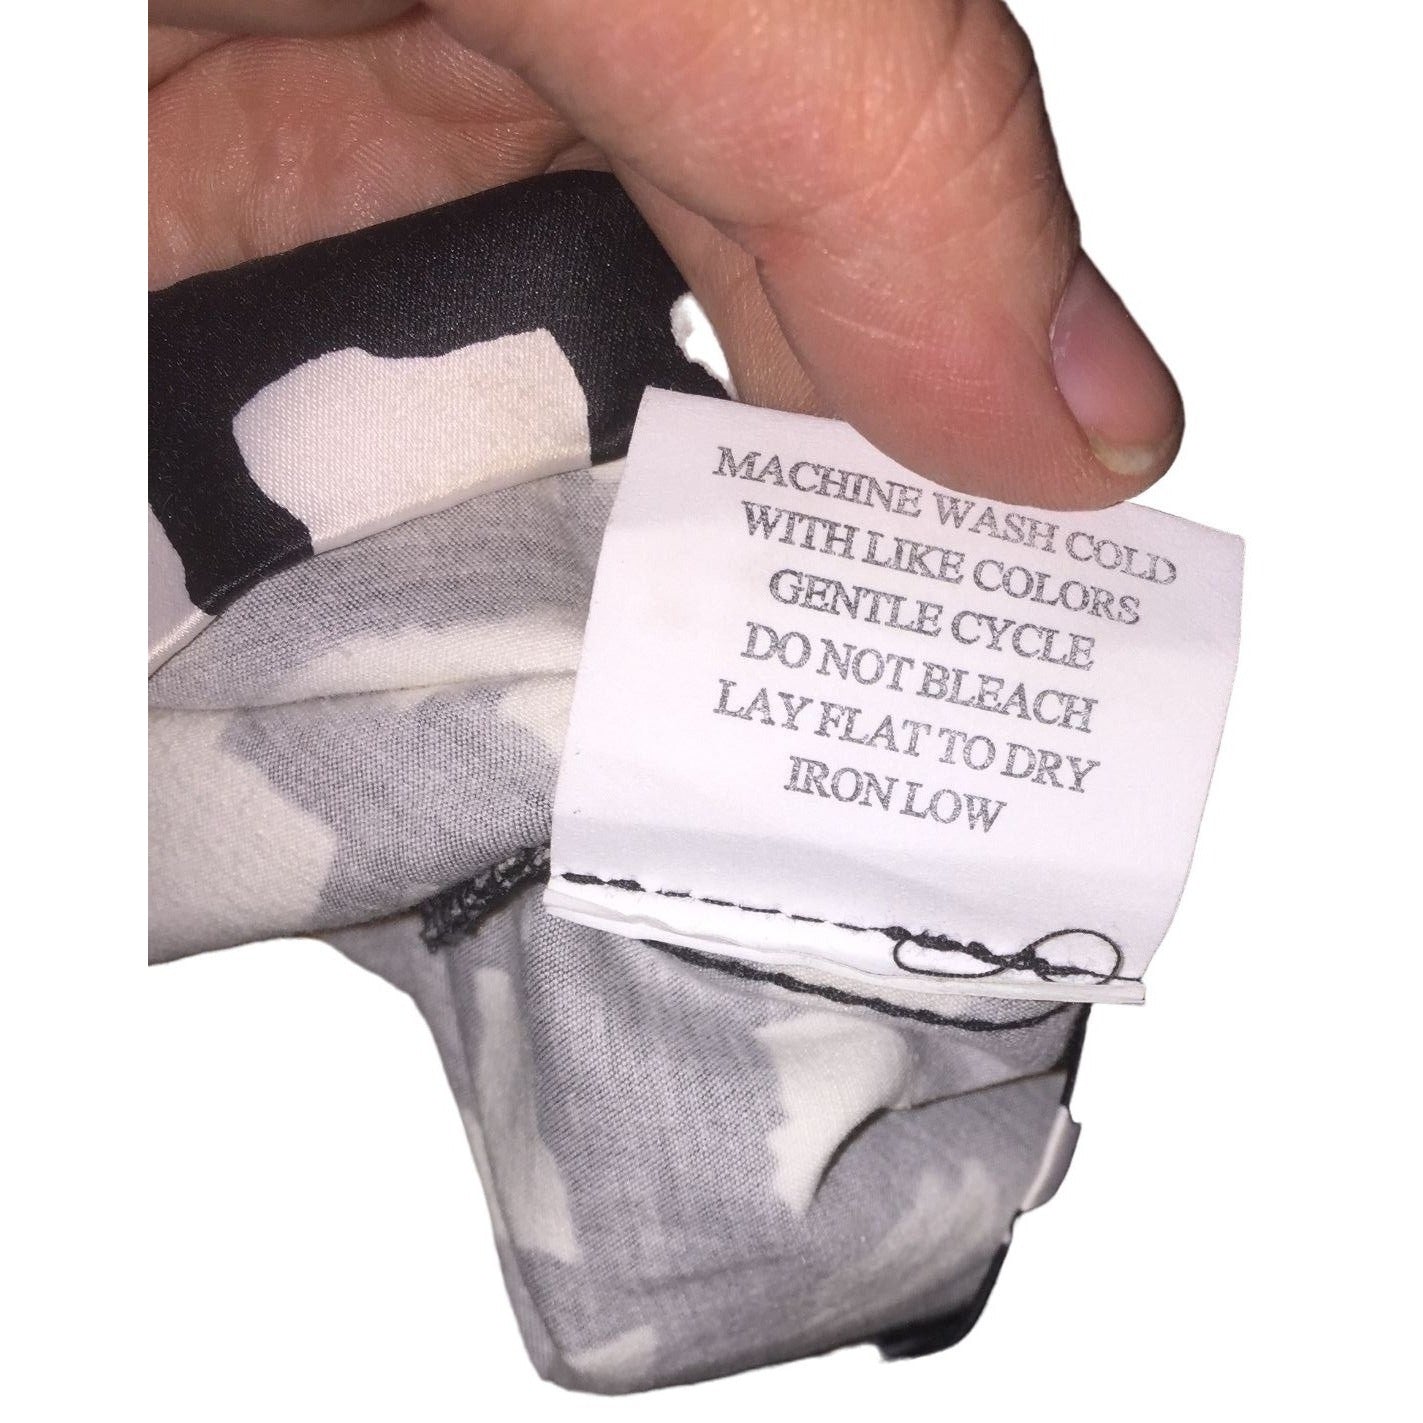 MACHINE WASH COLD
WITH LIKE COLORS
GENTLE CYCLE
DO NOT BLEACH
LAY FLAT TO DRY
IRON LOW